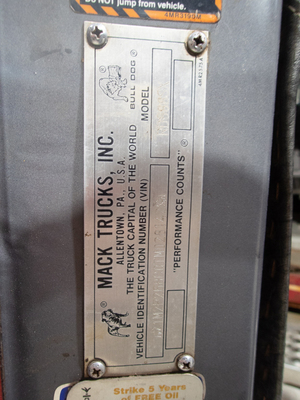 DO NOT jump from vehicle.
4MR3190M
MACK TRUCKS, INC.
ALLENTOWN, PA., U.S.A.
THE TRUCK CAPITAL OF THE WORLD
BULL DOG ®
VEHICLE IDENTIFICATION NUMBER (VIN)
MODEL
"PERFORMANCE COUNTS" ®
Strike 5 Years
of FREE Oil